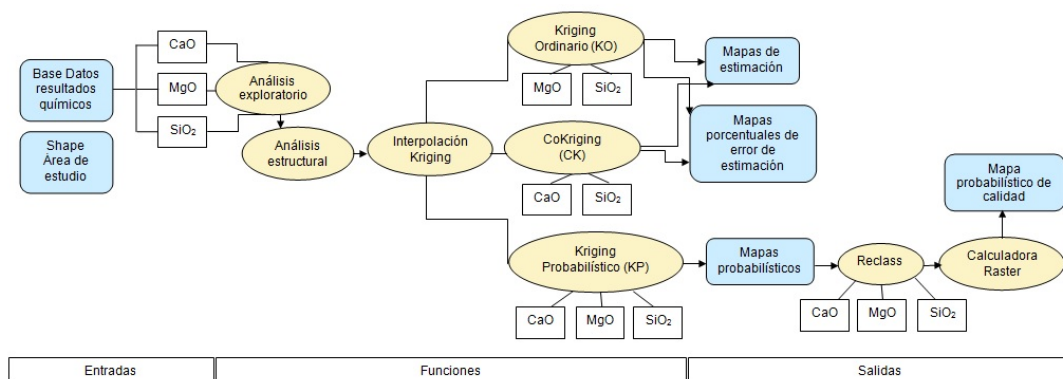 Base Datos
resultados
químicos
Shape
Área de
estudio
CaO
MgO
SiO₂
Análisis
exploratorio
Análisis
estructural
Interpolación
Kriging
Kriging
Ordinario (KO)
MgO
SiO₂
CoKriging
(CK)
CaO
SiO₂
Kriging
Probabilístico (KP)
CaO
MgO
SiO₂
Mapas de
estimación
Mapas
porcentuales de
error de
estimación
Mapas
probabilísticos
Reclass
CaO
MgO
SiO₂
Calculadora
Raster
Mapa
probabilístico de
calidad
Entradas
Funciones
Salidas